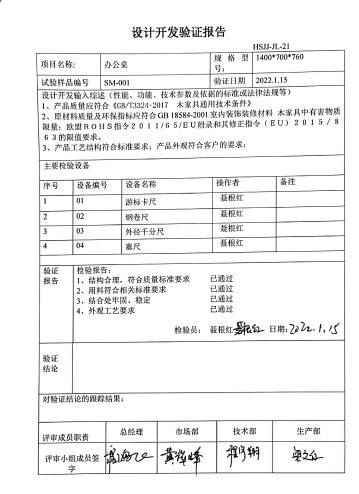 设计开发验证报告
HSJJ-JL-21
项目名称: 办公桌 规格型号: 1400*700*760
试验样品编号 SM-001 验证日期 2022.1.15
设计开发输入综述（性能、功能、技术参数及依据的标准或法律法规等）
1、产品质量应符合《GB/T3324-2017 木家具通用技术条件》
2、原材料质量及环保指标应符合GB 18584-2001室内装饰装修材料 木家具中有害物质
限量；欧盟ROHS指令2011/65/EU附录和其修正指令（EU）2015/8
63的限值要求。
3、产品工艺结构符合标准要求；产品外观符合客户的要求；
主要检验设备
序号 设备编号 设备名称 操作者 备注
1 01 游标卡尺 聂根红
2 02 钢卷尺 聂根红
3 03 外径千分尺 聂根红
4 04 塞尺 聂根红
验证报告
检验报告：
1、结构合理，符合质量标准要求 已通过
2、用料符合相关标准要求 已通过
3、结合处牢固、稳定 已通过
4、外观工艺要求 已通过
检验员： 聂根红 聂根红 日期: 2022.1.15
验证
结论
对验证结论的跟踪结果:
评审成员职责 总经理 市场部 技术部 生产部
评审小组成员签
字